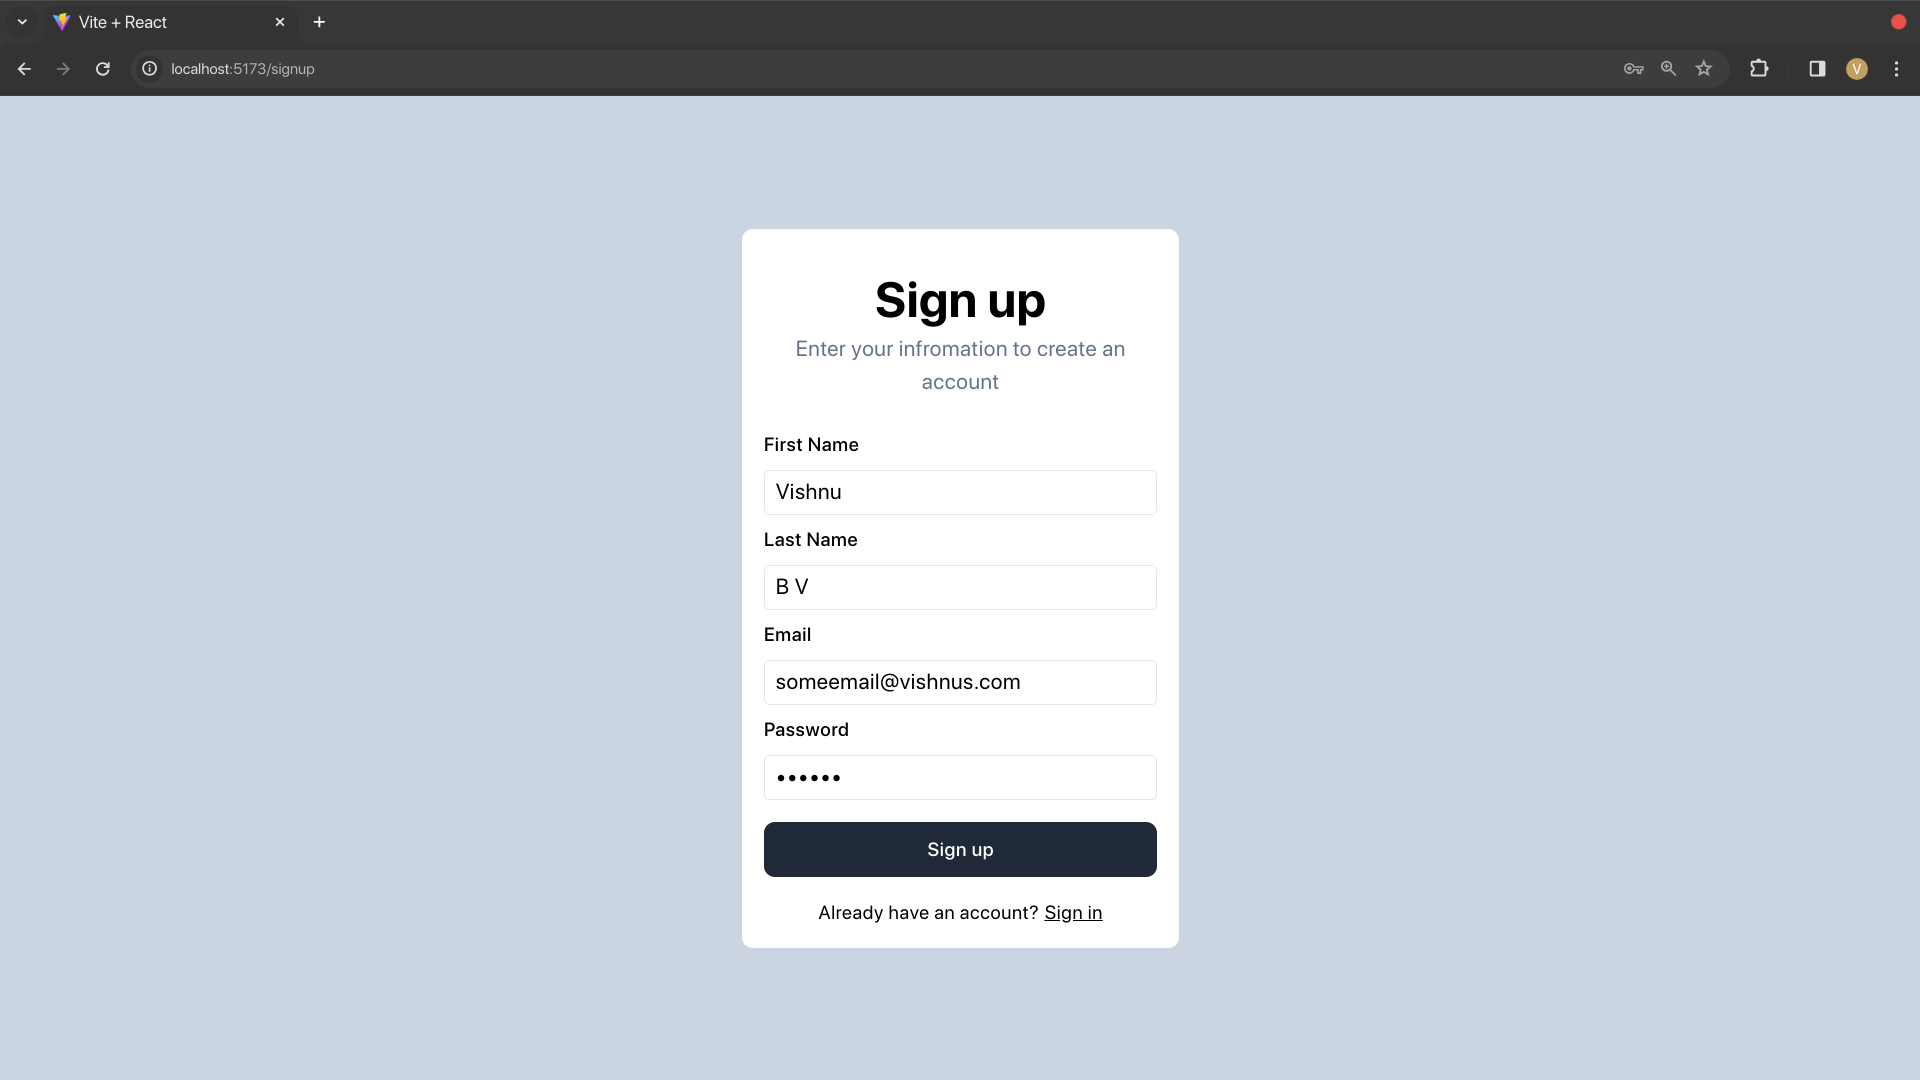 Vite + React
localhost:5173/signup
V
Sign up
Enter your infromation to create an
account
First Name
Vishnu
Last Name
B V
Email
someemail@vishnus.com
Password
••••••
Sign up
Already have an account? Sign in